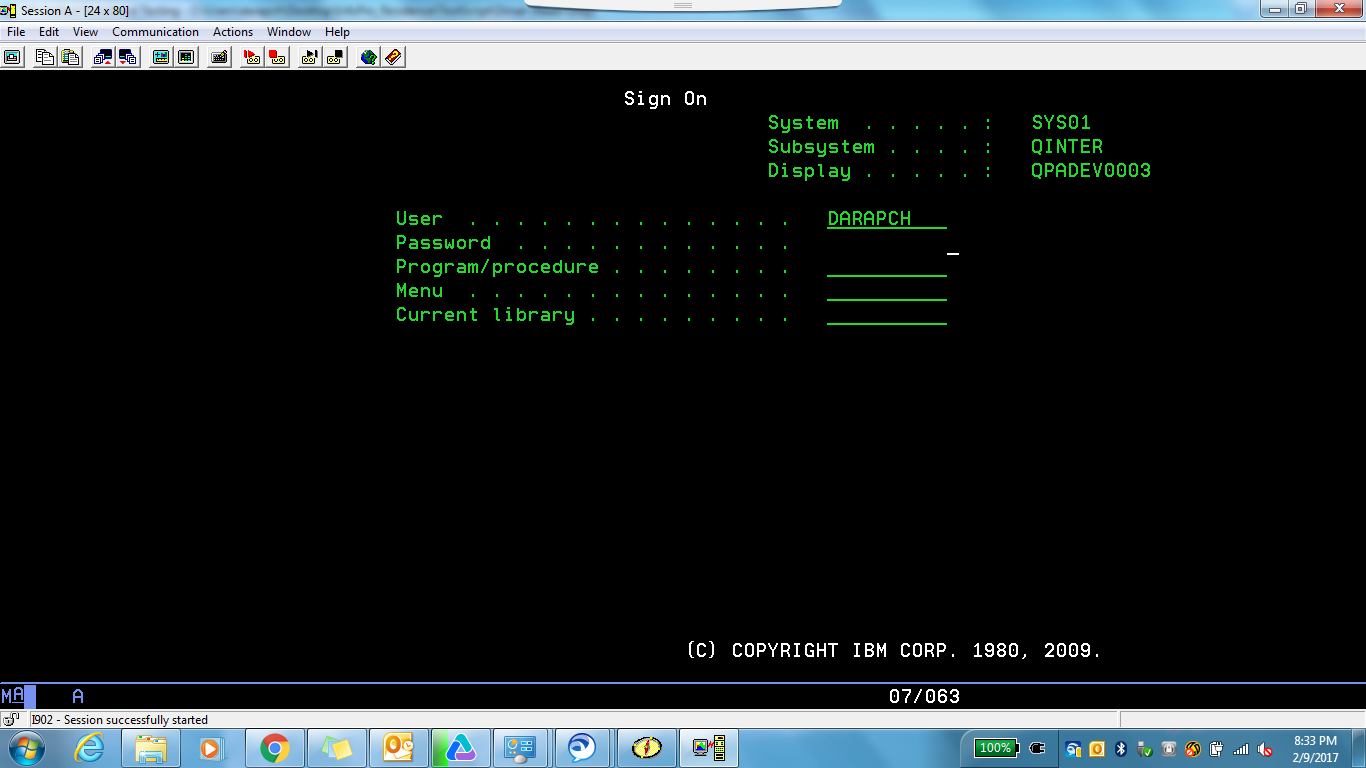 Session A - [24 x 80]
File Edit View Communication Actions Window Help
Sign On
System . . . . . : SYS01
Subsystem . . . . : QINTER
Display . . . . . : QPADEV0003
User . . . . . . . . . . . . . . DARAPCH
Password . . . . . . . . . . . .
Program/procedure . . . . . . . .
Menu . . . . . . . . . . . . . .
Current library . . . . . . . . .
(C) COPYRIGHT IBM CORP. 1980, 2009.
MA A 07/063
I902 - Session successfully started
100% 8:33 PM
2/9/2017